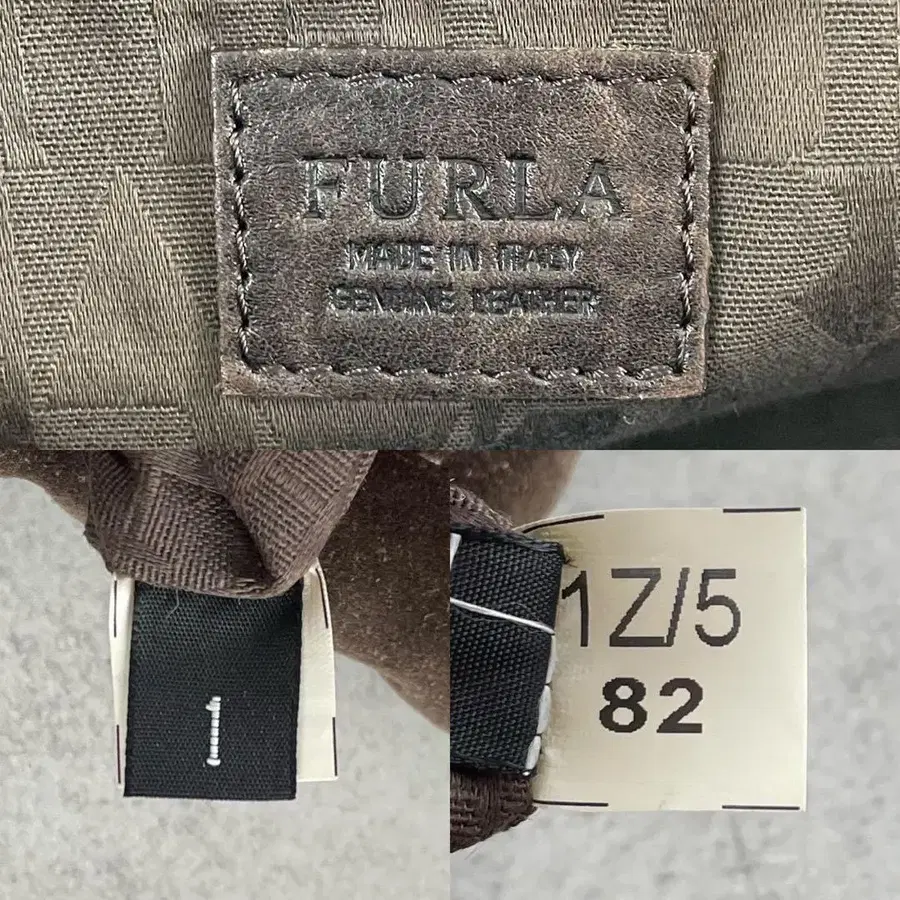 FURLA
MADE IN ITALY
GENUINE LEATHER
1
1Z/5
82